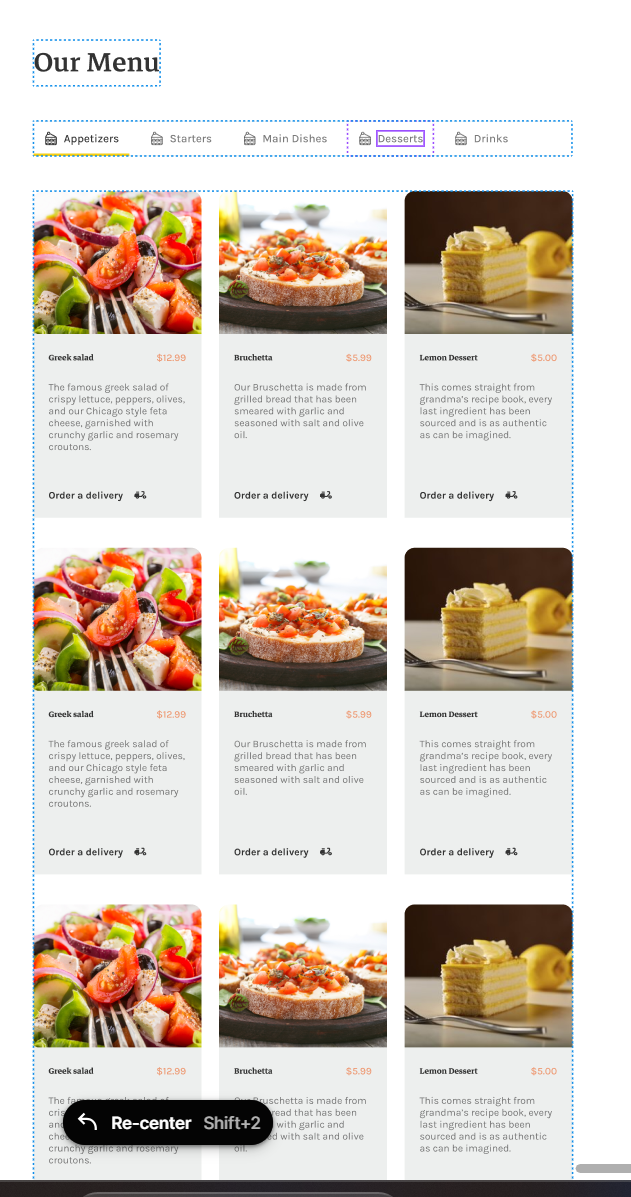 Our Menu
Appetizers Starters Main Dishes Desserts Drinks
Greek salad $12.99
The famous greek salad of
crispy lettuce, peppers, olives,
and our Chicago style feta
cheese, garnished with
crunchy garlic and rosemary
croutons.
Order a delivery
Bruchetta $5.99
Our Bruschetta is made from
grilled bread that has been
smeared with garlic and
seasoned with salt and olive
oil.
Order a delivery
Lemon Dessert $5.00
This comes straight from
grandma's recipe book, every
last ingredient has been
sourced and is as authentic
as can be imagined.
Order a delivery
Greek salad $12.99
The famous greek salad of
crispy lettuce, peppers, olives,
and our Chicago style feta
cheese, garnished with
crunchy garlic and rosemary
croutons.
Order a delivery
Bruchetta $5.99
Our Bruschetta is made from
grilled bread that has been
smeared with garlic and
seasoned with salt and olive
oil.
Order a delivery
Lemon Dessert $5.00
This comes straight from
grandma's recipe book, every
last ingredient has been
sourced and is as authentic
as can be imagined.
Order a delivery
Greek salad $12.99
The famous greek salad of
crunchy garlic and rosemary
croutons.
Bruchetta $5.99
Our Bruschetta is made from
bread that has been
with garlic and
with salt and olive
oil.
Lemon Dessert $5.00
This comes straight from
grandma's recipe book, every
last ingredient has been
sourced and is as authentic
as can be imagined.
Re-center Shift+2